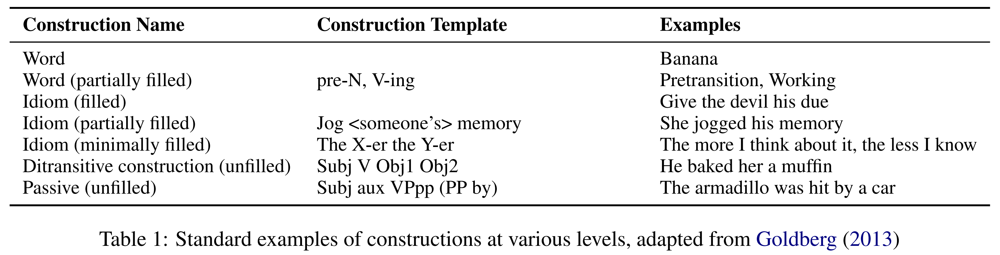 Construction Name Construction Template Examples
Word Banana
Word (partially filled) pre-N, V-ing Pretransition, Working
Idiom (filled) Give the devil his due
Idiom (partially filled) Jog <someone’s> memory She jogged his memory
Idiom (minimally filled) The X-er the Y-er The more I think about it, the less I know
Ditransitive construction (unfilled) Subj V Obj1 Obj2 He baked her a muffin
Passive (unfilled) Subj aux VPpp (PP by) The armadillo was hit by a car
Table 1: Standard examples of constructions at various levels, adapted from Goldberg (2013)